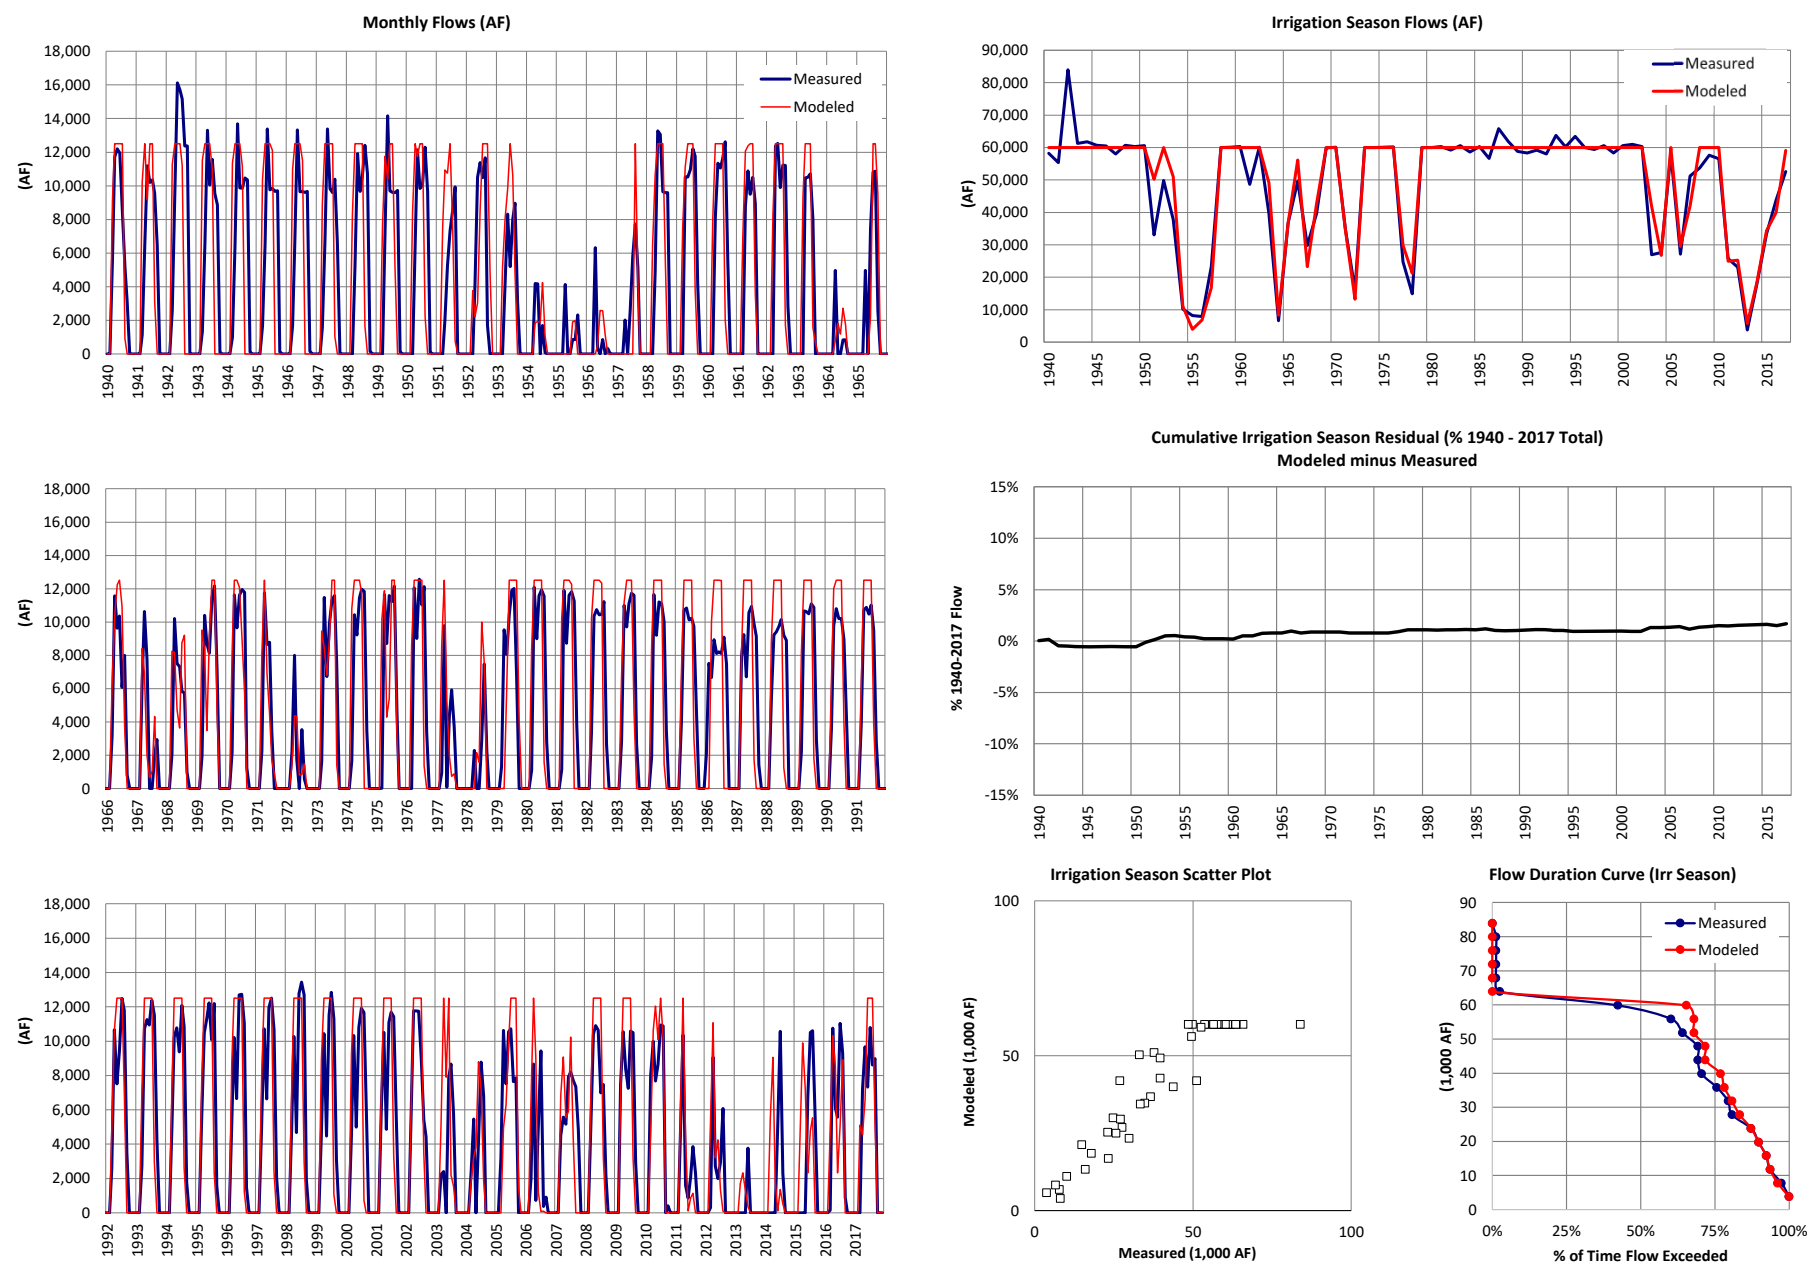 Monthly Flows (AF)
18,000
16,000
14,000
12,000
10,000
8,000
6,000
4,000
2,000
0
(AF)
Measured
Modeled
1940 1941 1942 1943 1944 1945 1946 1947 1948 1949 1950 1951 1952 1953 1954 1955 1956 1957 1958 1959 1960 1961 1962 1963 1964 1965
18,000
16,000
14,000
12,000
10,000
8,000
6,000
4,000
2,000
0
(AF)
1966 1967 1968 1969 1970 1971 1972 1973 1974 1975 1976 1977 1978 1979 1980 1981 1982 1983 1984 1985 1986 1987 1988 1989 1990 1991
18,000
16,000
14,000
12,000
10,000
8,000
6,000
4,000
2,000
0
(AF)
1992 1993 1994 1995 1996 1997 1998 1999 2000 2001 2002 2003 2004 2005 2006 2007 2008 2009 2010 2011 2012 2013 2014 2015 2016 2017
Irrigation Season Flows (AF)
90,000
80,000
70,000
60,000
50,000
40,000
30,000
20,000
10,000
0
(AF)
Measured
Modeled
1940 1945 1950 1955 1960 1965 1970 1975 1980 1985 1990 1995 2000 2005 2010 2015
Cumulative Irrigation Season Residual (% 1940 - 2017 Total)
Modeled minus Measured
15%
10%
5%
0%
-5%
-10%
-15%
% 1940-2017 Flow
1940 1945 1950 1955 1960 1965 1970 1975 1980 1985 1990 1995 2000 2005 2010 2015
Irrigation Season Scatter Plot
100
50
0
Modeled (1,000 AF)
0 50 100
Measured (1,000 AF)
Flow Duration Curve (Irr Season)
90
80
70
60
50
40
30
20
10
0
(1,000 AF)
Measured
Modeled
0% 25% 50% 75% 100%
% of Time Flow Exceeded